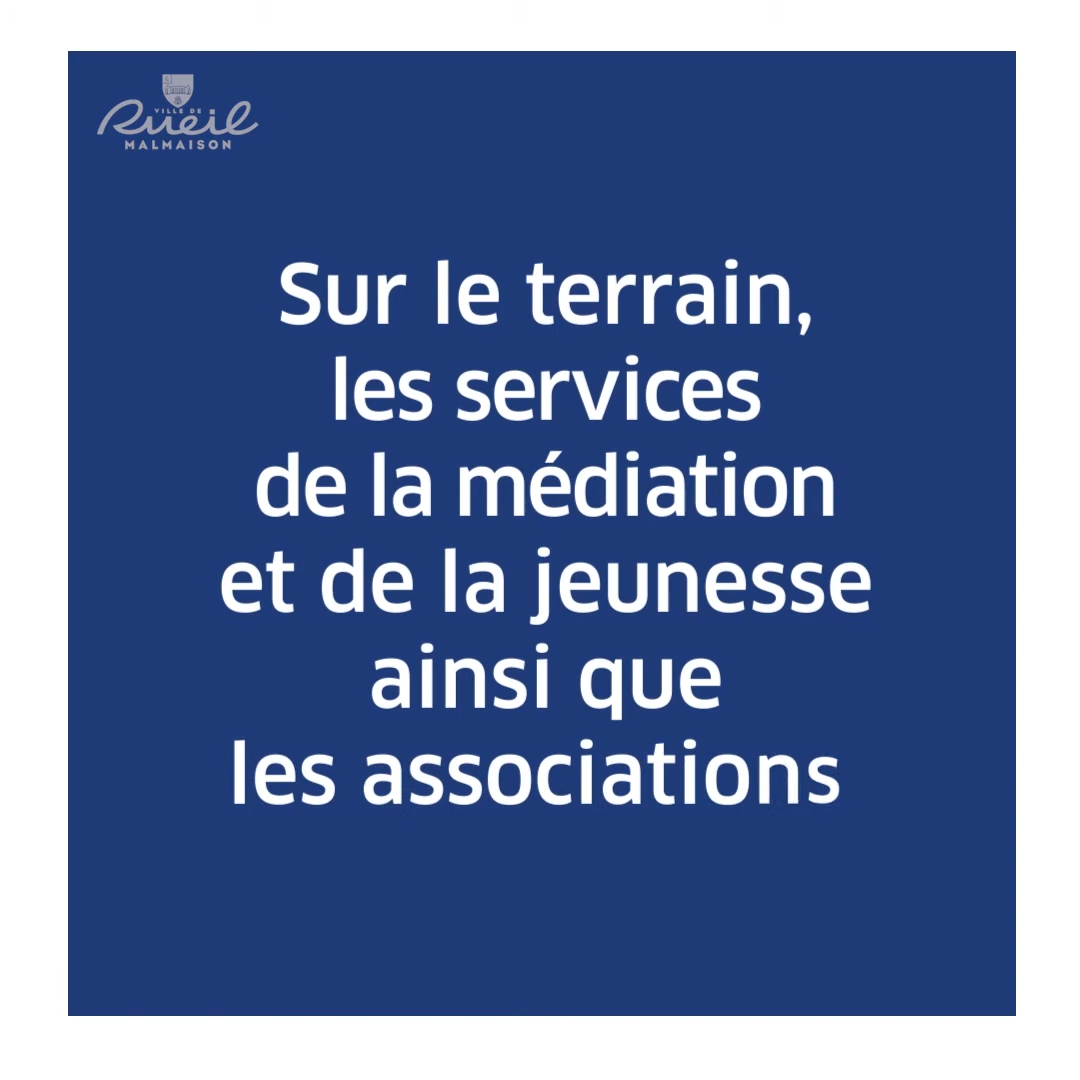 VILLE DE
Rueil
MALMAISON
Sur le terrain,
les services
de la médiation
et de la jeunesse
ainsi que
les associations